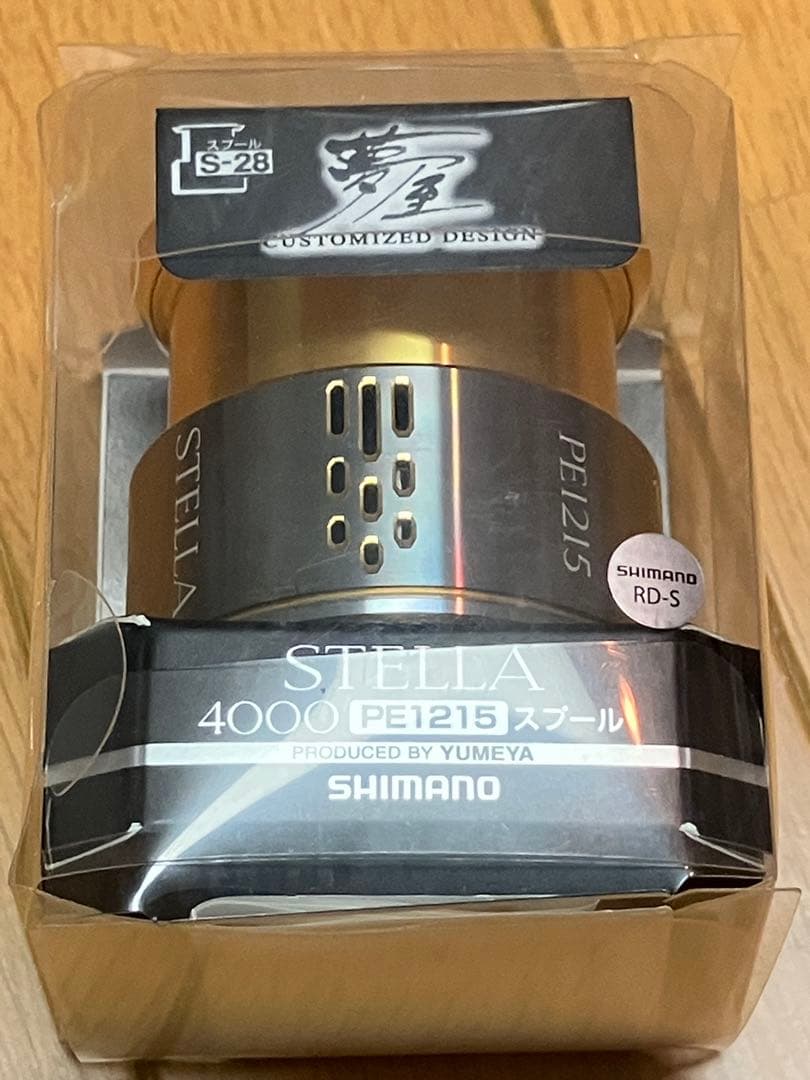 スプール
S-28
夢屋
CUSTOMIZED DESIGN
STELLA
PE1215
SHIMANO
RD-S
STELLA
4000 PE1215 スプール
PRODUCED BY YUMEYA
SHIMANO